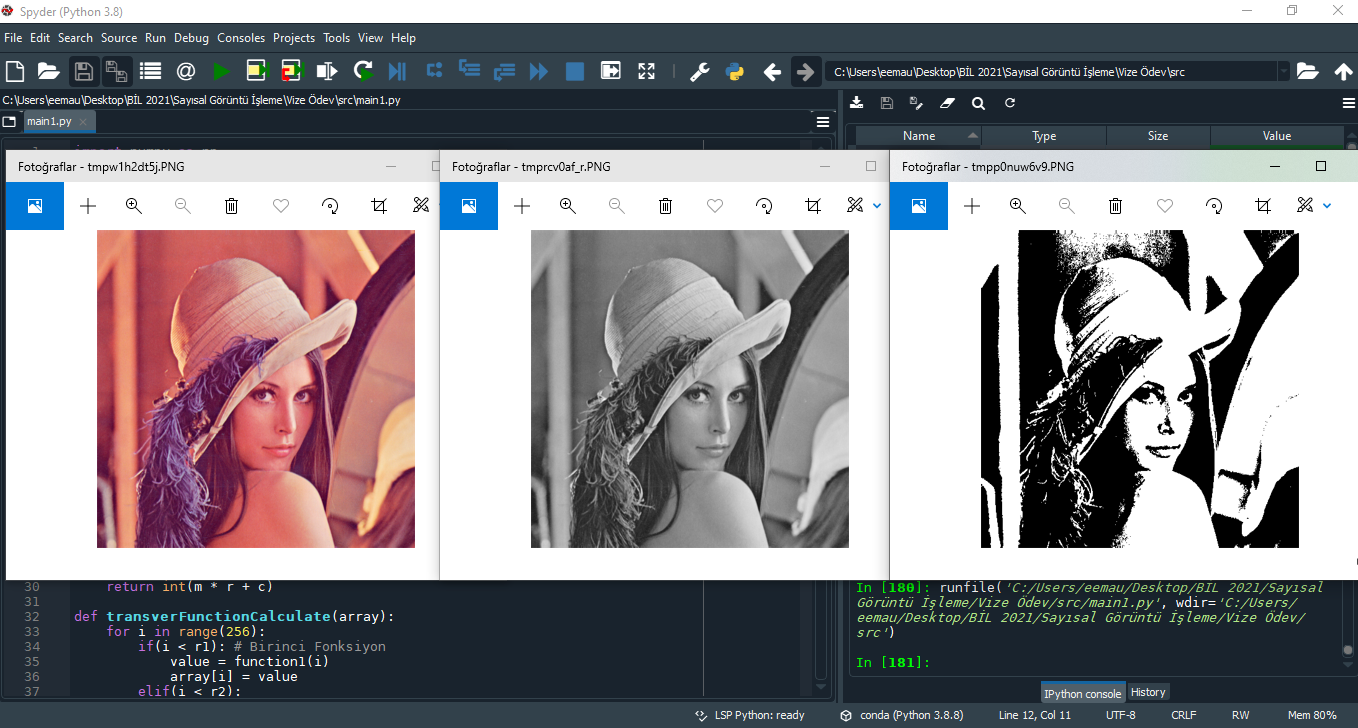 Spyder (Python 3.8)
File Edit Search Source Run Debug Consoles Projects Tools View Help
C:\Users\eemau\Desktop\BİL 2021\Sayısal Görüntü İşleme\Vize Ödev\src
C:\Users\eemau\Desktop\BİL 2021\Sayısal Görüntü İşleme\Vize Ödev\src\main1.py
main1.py
Name Type Size Value
Fotoğraflar - tmpw1h2dt5j.PNG
Fotoğraflar - tmprcv0af_r.PNG
Fotoğraflar - tmpp0nuw6v9.PNG
30 return int(m * r + c)
31
32 def transverFunctionCalculate(array):
33 for i in range(256):
34 if(i < r1): # Birinci Fonksiyon
35 value = function1(i)
36 array[i] = value
37 elif(i < r2):
In [180]: runfile('C:/Users/eemau/Desktop/BİL 2021/Sayısal
Görüntü İşleme/Vize Ödev/src/main1.py', wdir='C:/Users/
eemau/Desktop/BİL 2021/Sayısal Görüntü İşleme/Vize Ödev/
src')
In [181]:
IPython console History
LSP Python: ready conda (Python 3.8.8) Line 12, Col 11 UTF-8 CRLF RW Mem 80%